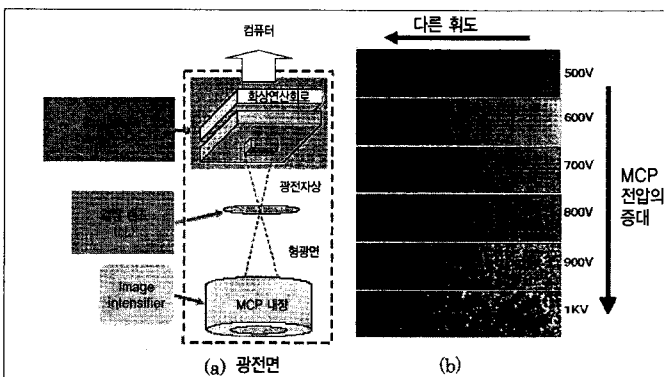 컴퓨터
화상연산회로
광전자상
형광면
Image
Intensifier
MCP 내장
(a) 광전면
다른 휘도
500V
600V
700V
800V
900V
1KV
MCP
전압의
증대
(b)